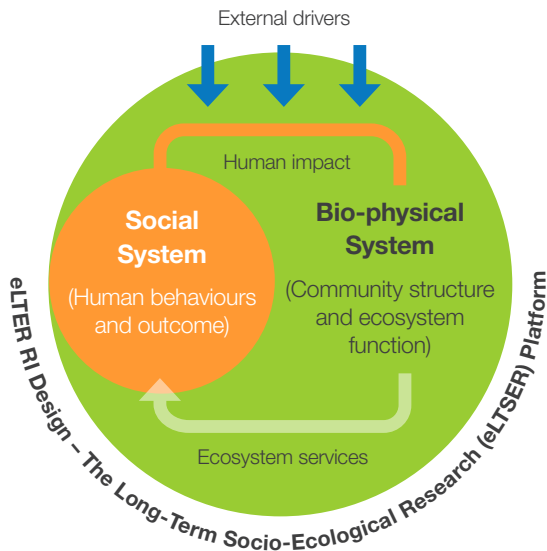 External drivers
Human impact
Social
System
(Human behaviours
and outcome)
Bio-physical
System
(Community structure
and ecosystem
function)
Ecosystem services
eLTER RI Design – The Long-Term Socio-Ecological Research (eLTSER) Platform